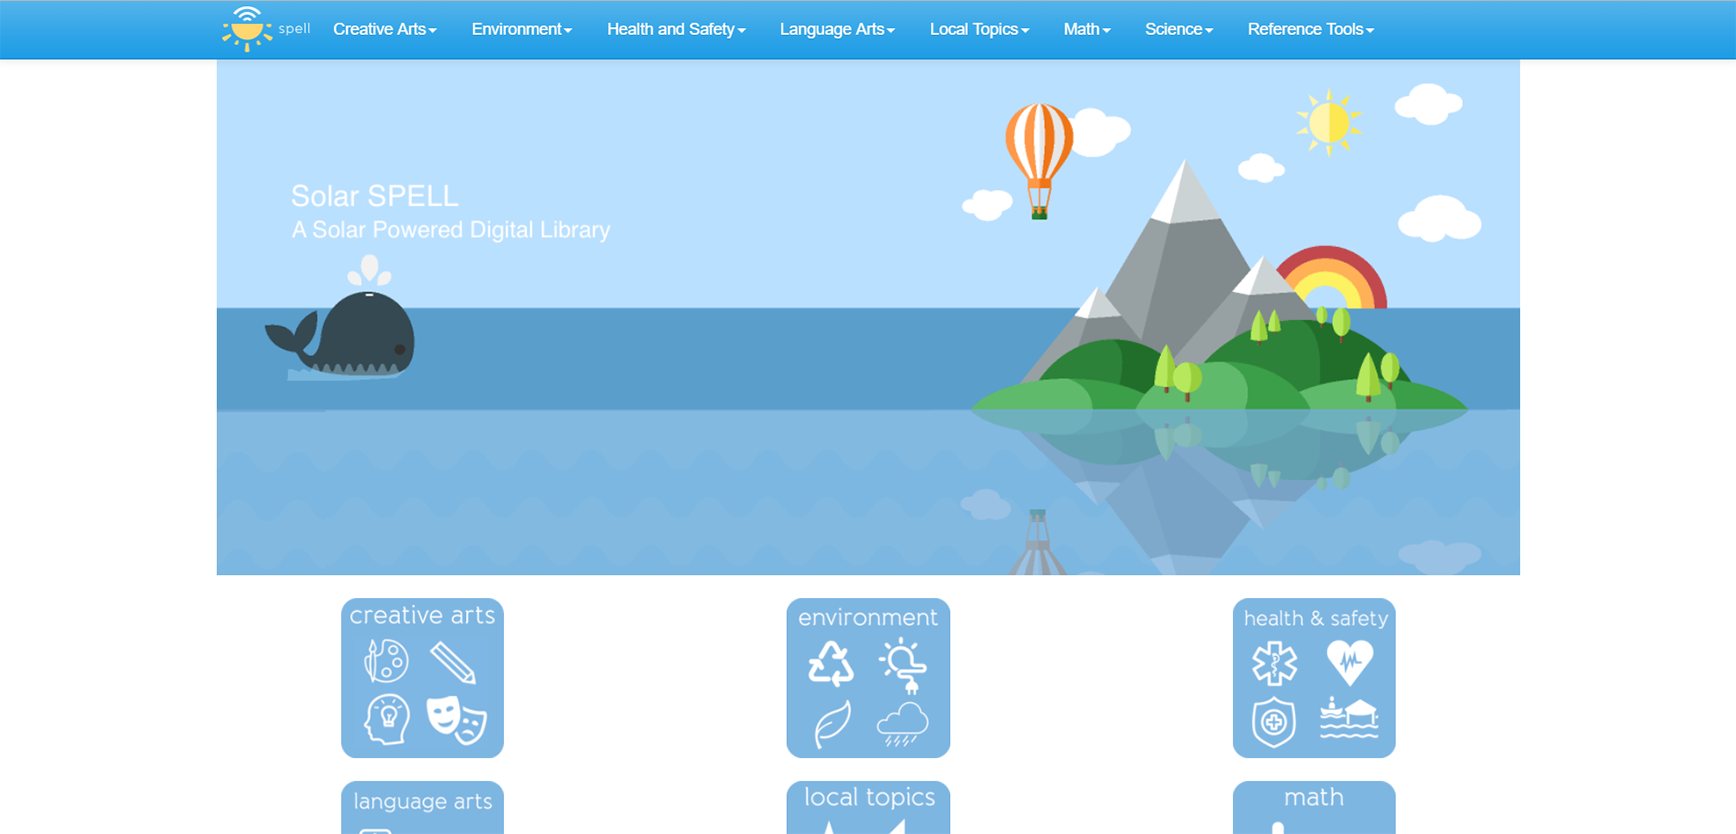 spell Creative Arts Environment Health and Safety Language Arts Local Topics Math Science Reference Tools
Solar SPELL
A Solar Powered Digital Library
creative arts environment health & safety
language arts local topics math